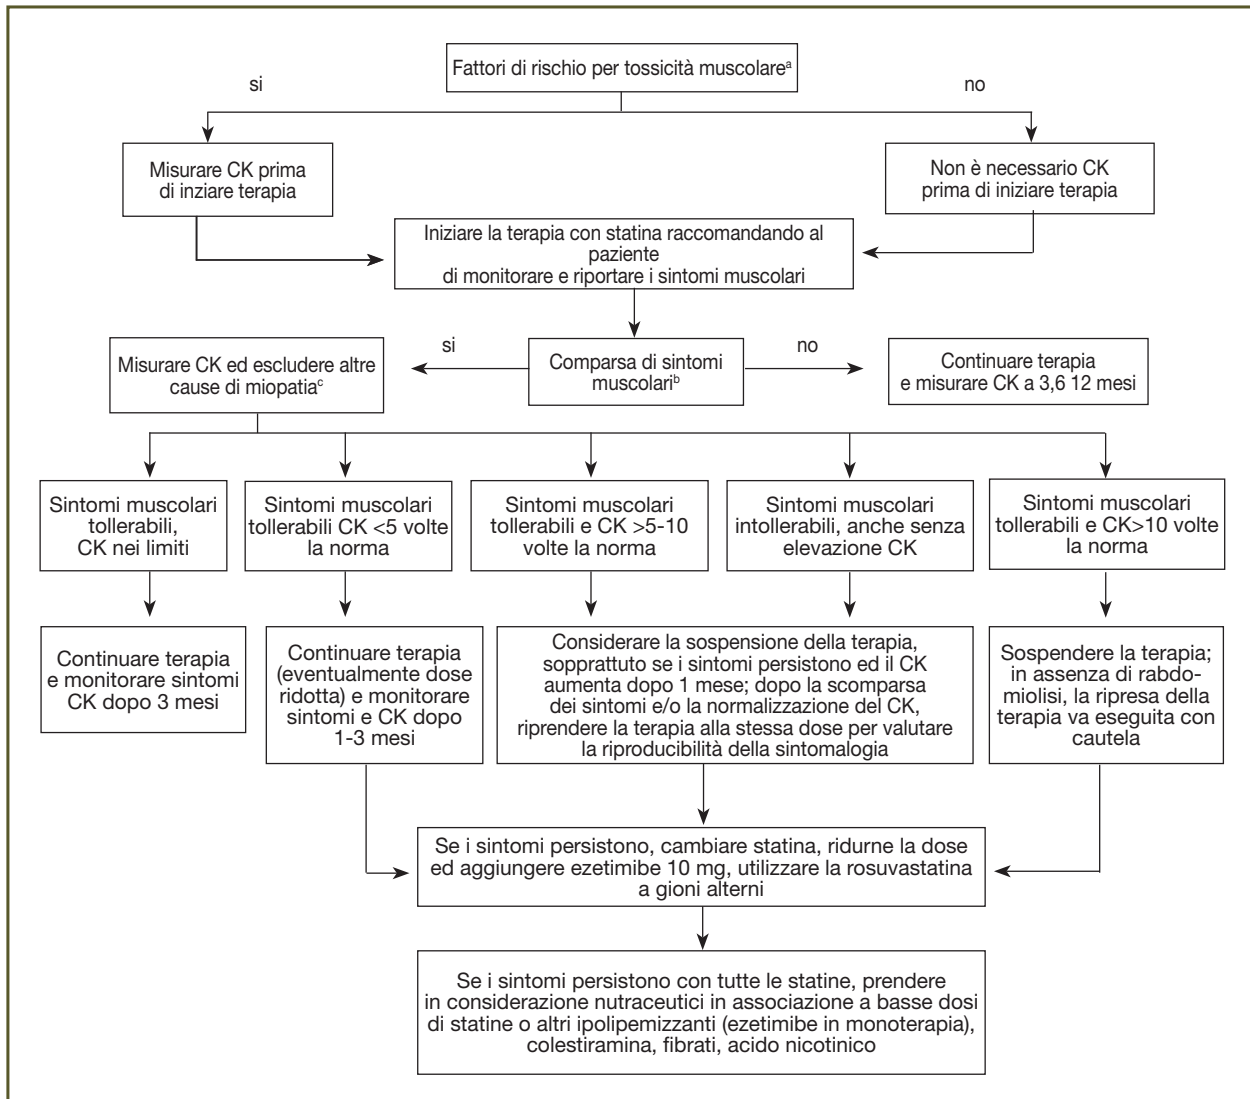 Fattori di rischio per tossicità muscolareᵃ
si
no
Misurare CK prima
di inziare terapia
Non è necessario CK
prima di iniziare terapia
Iniziare la terapia con statina raccomandando al
paziente
di monitorare e riportare i sintomi muscolari
Misurare CK ed escludere altre
cause di miopatiaᶜ
si
Comparsa di sintomi
muscolariᵇ
no
Continuare terapia
e misurare CK a 3,6 12 mesi
Sintomi muscolari
tollerabili,
CK nei limiti
Sintomi muscolari
tollerabili CK <5 volte
la norma
Sintomi muscolari
tollerabili e CK >5-10
volte la norma
Sintomi muscolari
intollerabili, anche senza
elevazione CK
Sintomi muscolari
tollerabili e CK>10 volte
la norma
Continuare terapia
e monitorare sintomi
CK dopo 3 mesi
Continuare terapia
(eventualmente dose
ridotta) e monitorare
sintomi e CK dopo
1-3 mesi
Considerare la sospensione della terapia,
sopprattuto se i sintomi persistono ed il CK
aumenta dopo 1 mese; dopo la scomparsa
dei sintomi e/o la normalizzazione del CK,
riprendere la terapia alla stessa dose per valutare
la riproducibilità della sintomalogia
Sospendere la terapia;
in assenza di rabdo-
miolisi, la ripresa della
terapia va eseguita con
cautela
Se i sintomi persistono, cambiare statina, ridurne la dose
ed aggiungere ezetimibe 10 mg, utilizzare la rosuvastatina
a gioni alterni
Se i sintomi persistono con tutte le statine, prendere
in considerazione nutraceutici in associazione a basse dosi
di statine o altri ipolipemizzanti (ezetimibe in monoterapia),
colestiramina, fibrati, acido nicotinico